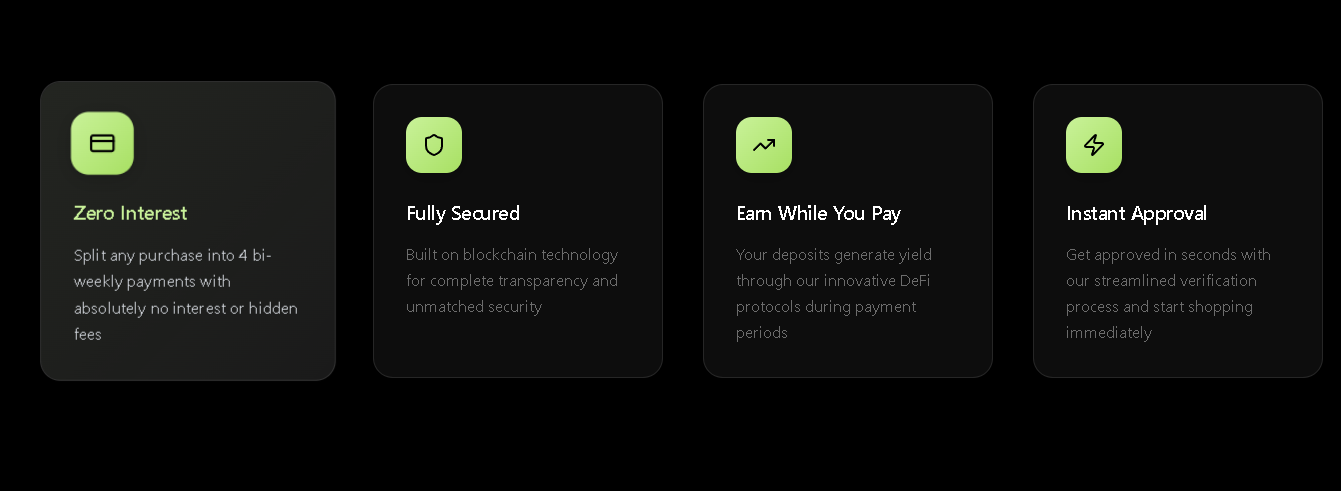 Zero Interest
Split any purchase into 4 bi-
weekly payments with
absolutely no interest or hidden
fees
Fully Secured
Built on blockchain technology
for complete transparency and
unmatched security
Earn While You Pay
Your deposits generate yield
through our innovative DeFi
protocols during payment
periods
Instant Approval
Get approved in seconds with
our streamlined verification
process and start shopping
immediately